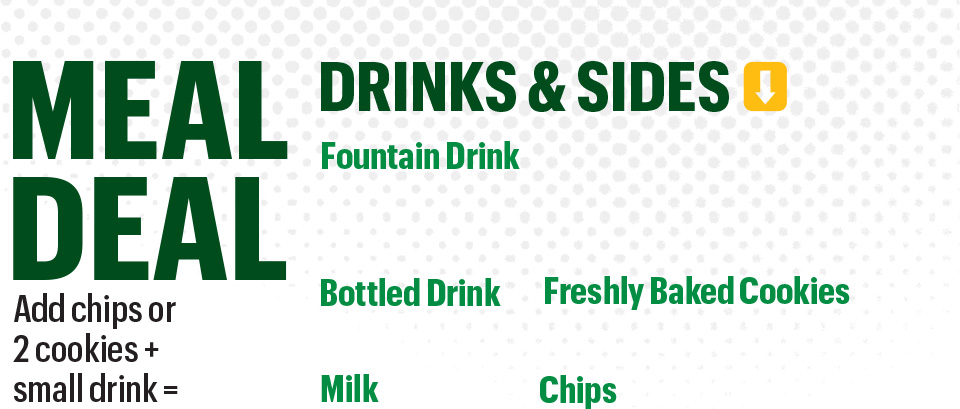 MEAL
DEAL
Add chips or
2 cookies +
small drink =
DRINKS & SIDES
Fountain Drink
Bottled Drink
Freshly Baked Cookies
Milk
Chips